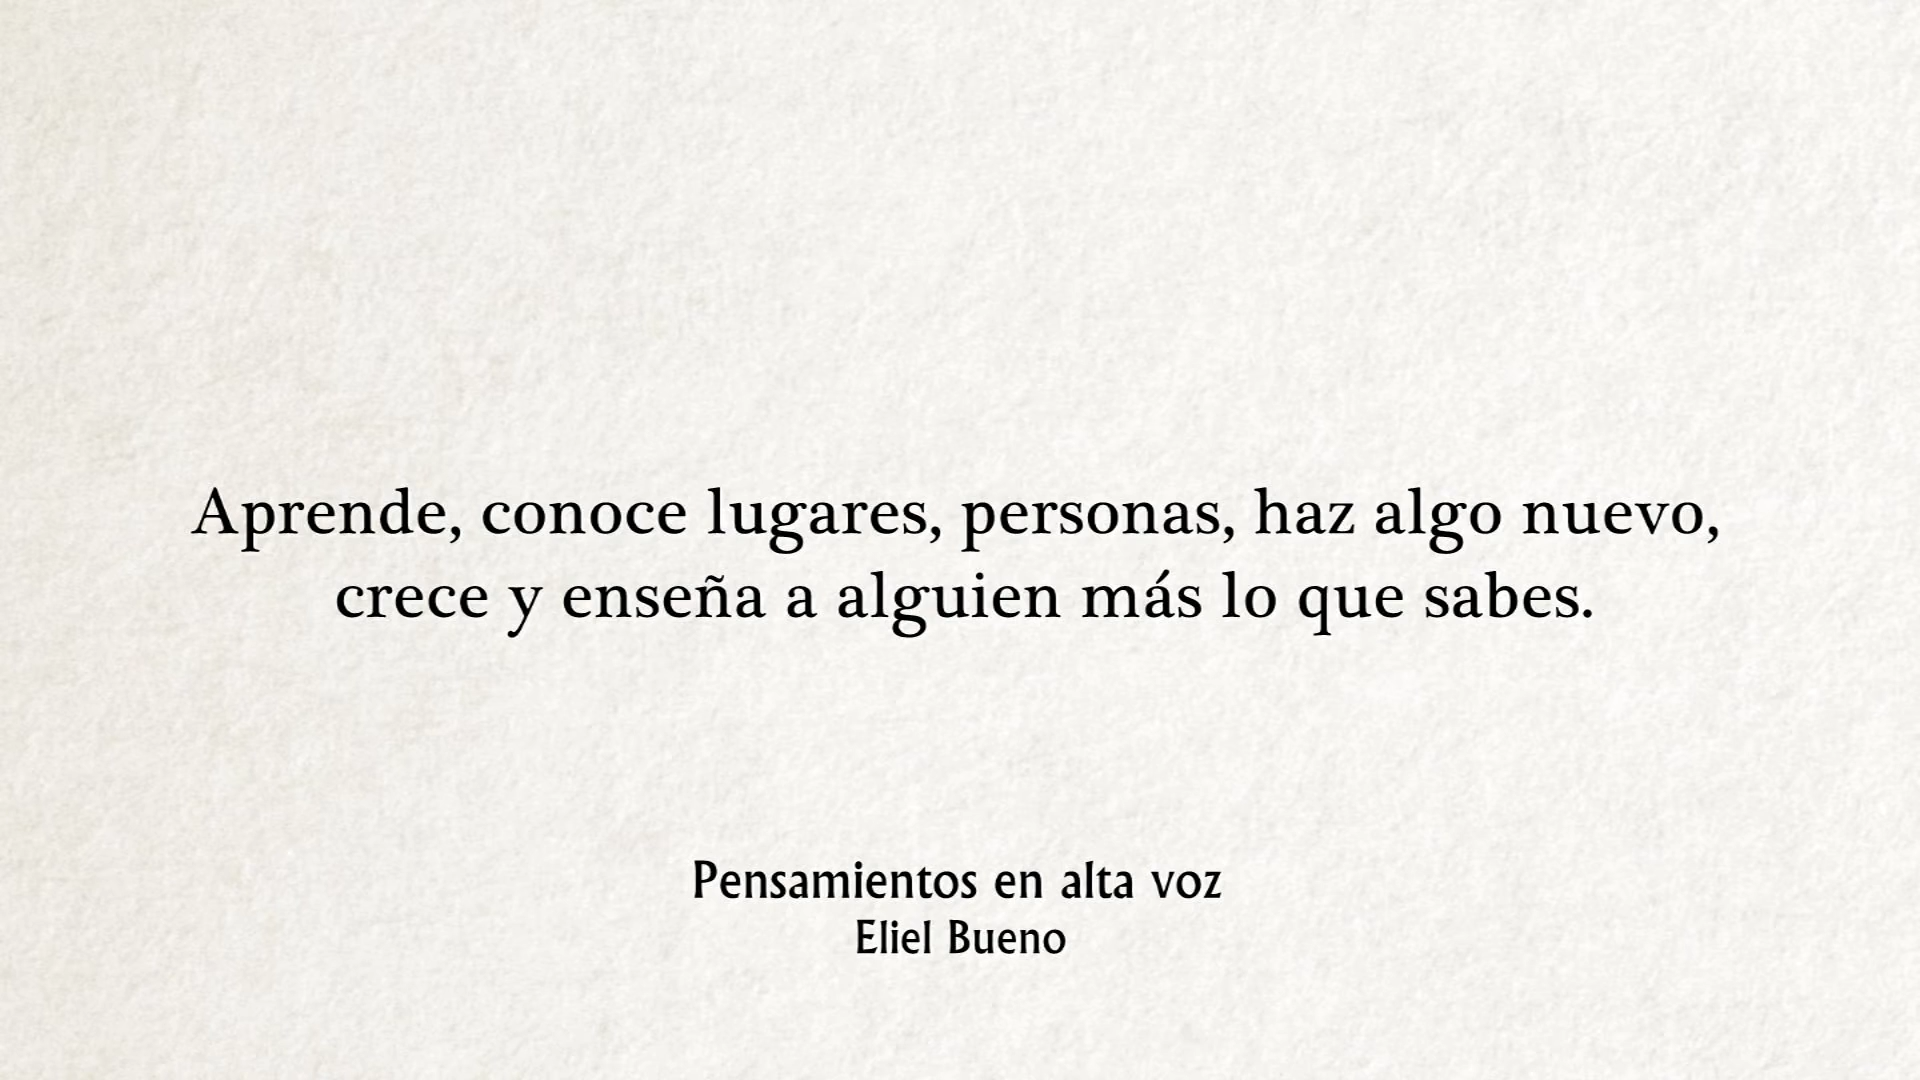 Aprende, conoce lugares, personas, haz algo nuevo,
crece y enseña a alguien más lo que sabes.
Pensamientos en alta voz
Eliel Bueno